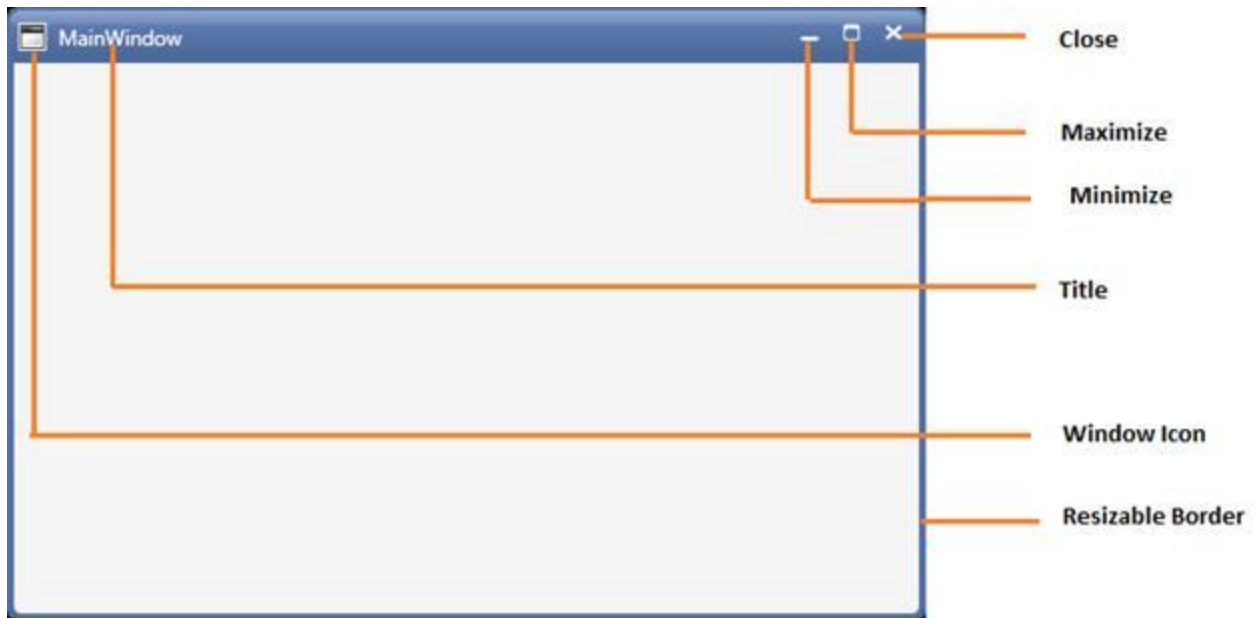 MainWindow
Close
Maximize
Minimize
Title
Window Icon
Resizable Border